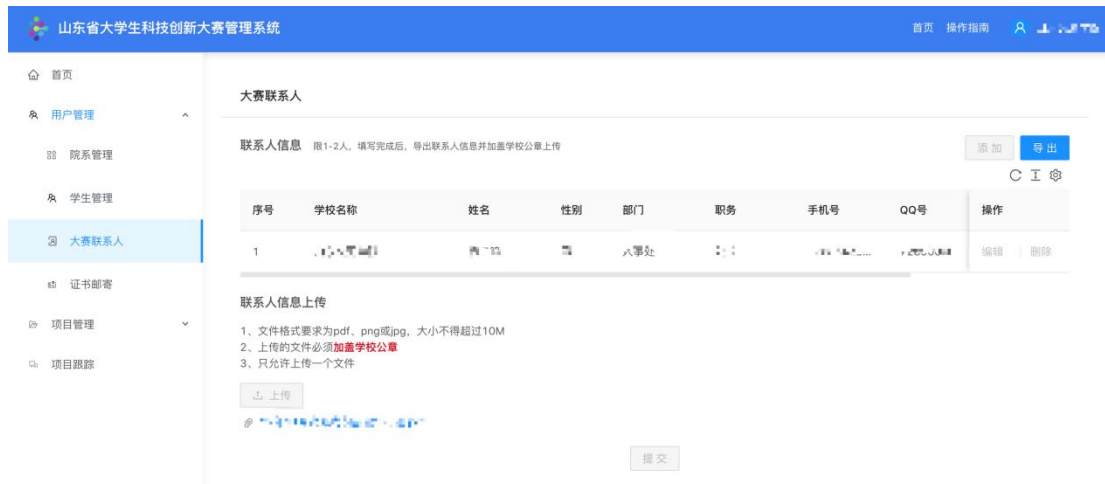 山东省大学生科技创新大赛管理系统
首页 操作指南
首页
用户管理
院系管理
学生管理
大赛联系人
证书邮寄
项目管理
项目跟踪
大赛联系人
联系人信息 限1-2人，填写完成后，导出联系人信息并加盖学校公章上传
添加 导出
序号 学校名称 姓名 性别 部门 职务 手机号 QQ号 操作
1 人事处 编辑 删除
联系人信息上传
1、文件格式要求为pdf、png或jpg，大小不得超过10M
2、上传的文件必须加盖学校公章
3、只允许上传一个文件
上传
提交